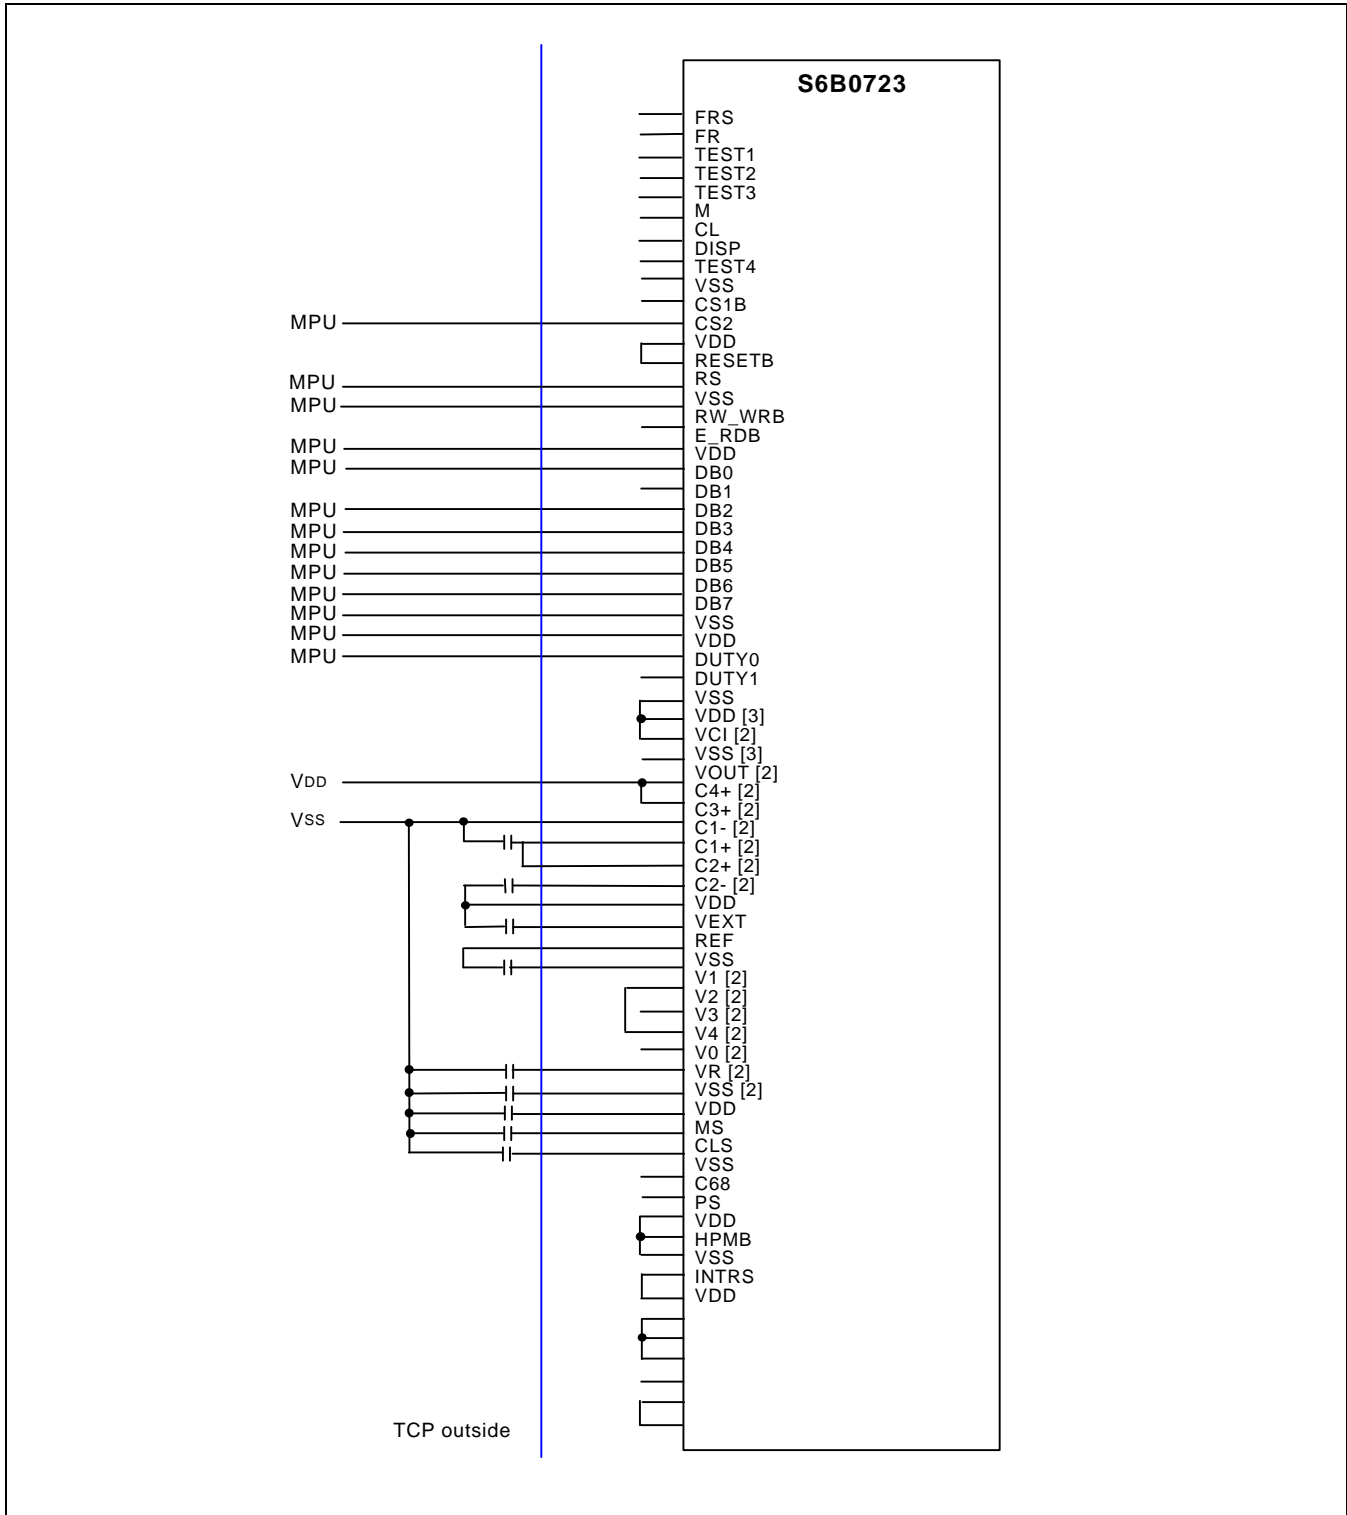 S6B0723
FRS
FR
TEST1
TEST2
TEST3
M
CL
DISP
TEST4
VSS
CS1B
MPU
CS2
VDD
RESETB
MPU
RS
MPU
VSS
RW_WRB
E_RDB
MPU
VDD
MPU
DB0
DB1
MPU
DB2
MPU
DB3
MPU
DB4
MPU
DB5
MPU
DB6
MPU
DB7
VSS
MPU
VDD
MPU
DUTY0
DUTY1
VSS
VDD [3]
VCI [2]
VSS [3]
VOUT [2]
VDD
C4+ [2]
C3+ [2]
VSS
C1- [2]
C1+ [2]
C2+ [2]
C2- [2]
VDD
VEXT
REF
VSS
V1 [2]
V2 [2]
V3 [2]
V4 [2]
V0 [2]
VR [2]
VSS [2]
VDD
MS
CLS
VSS
C68
PS
VDD
HPMB
VSS
INTRS
VDD
TCP outside